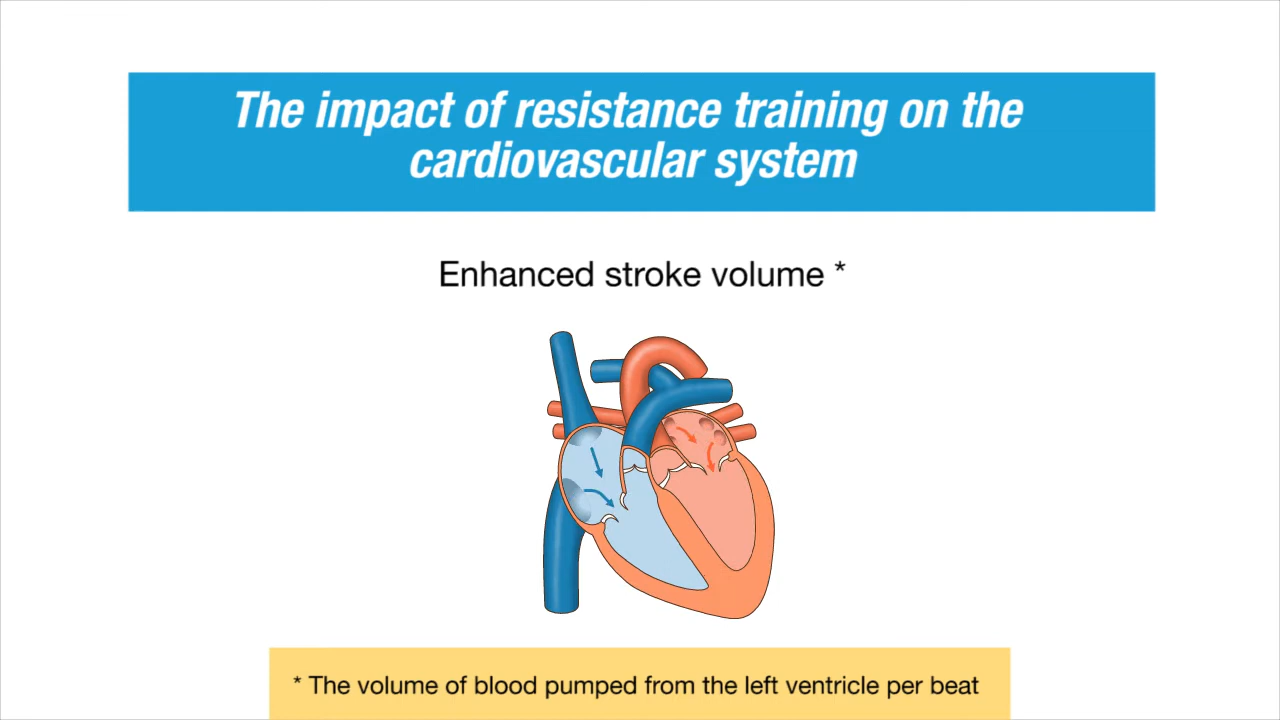 The impact of resistance training on the
cardiovascular system
Enhanced stroke volume *
* The volume of blood pumped from the left ventricle per beat